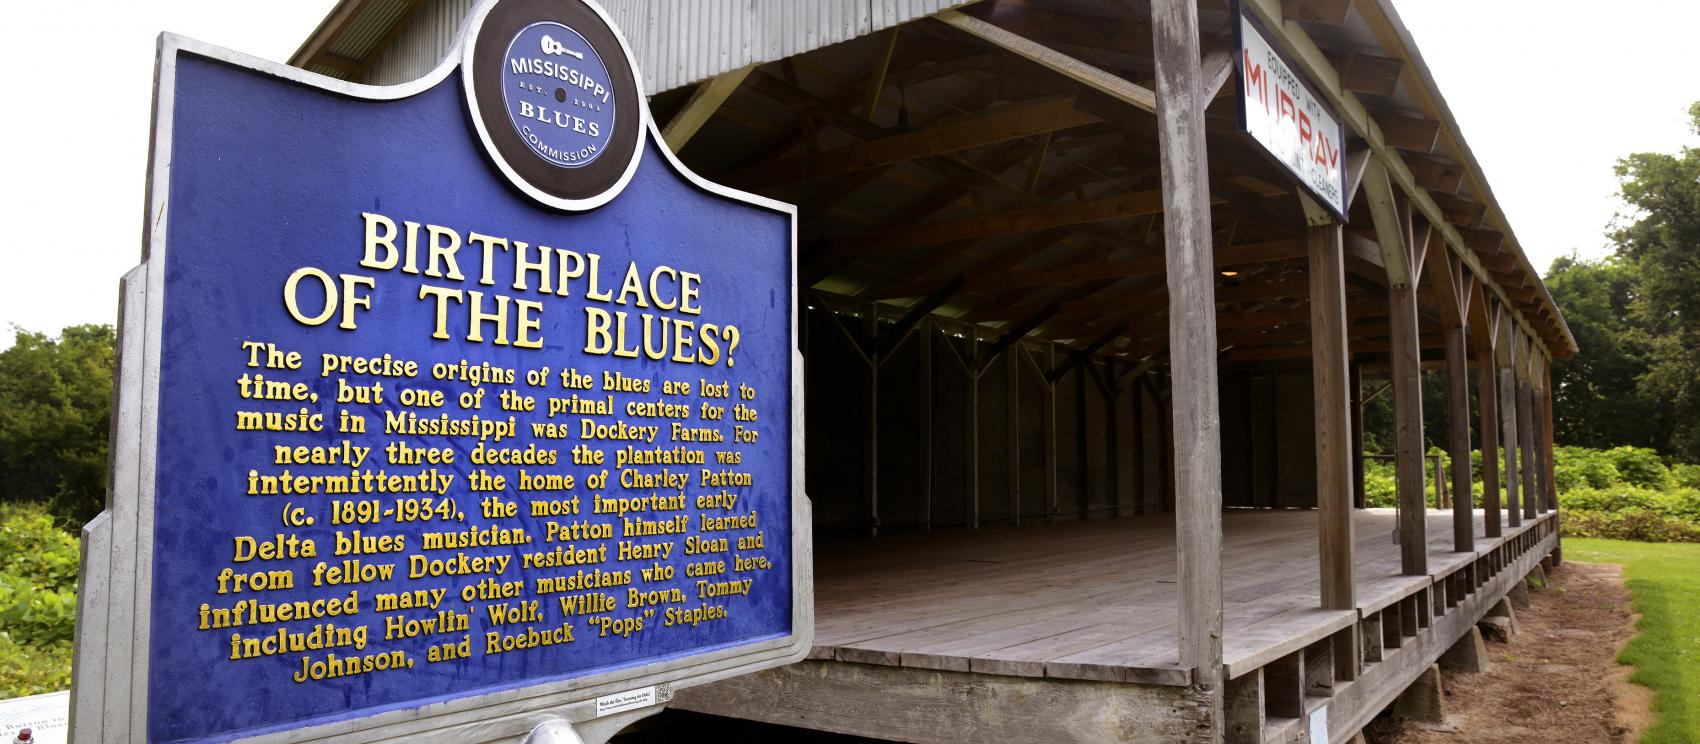 MISSISSIPPI
EST. 2003
BLUES
COMMISSION
BIRTHPLACE
OF THE BLUES?
The precise origins of the blues are lost to
time, but one of the primal centers for the
music in Mississippi was Dockery Farms. For
nearly three decades the plantation was
intermittently the home of Charley Patton
(c. 1891-1934), the most important early
Delta blues musician. Patton himself learned
from fellow Dockery resident Henry Sloan and
influenced many other musicians who came here,
including Howlin' Wolf, Willie Brown, Tommy
Johnson, and Roebuck "Pops" Staples.
EQUIPPED WITH
MURRAY
CLEANERS
Button to
Blues